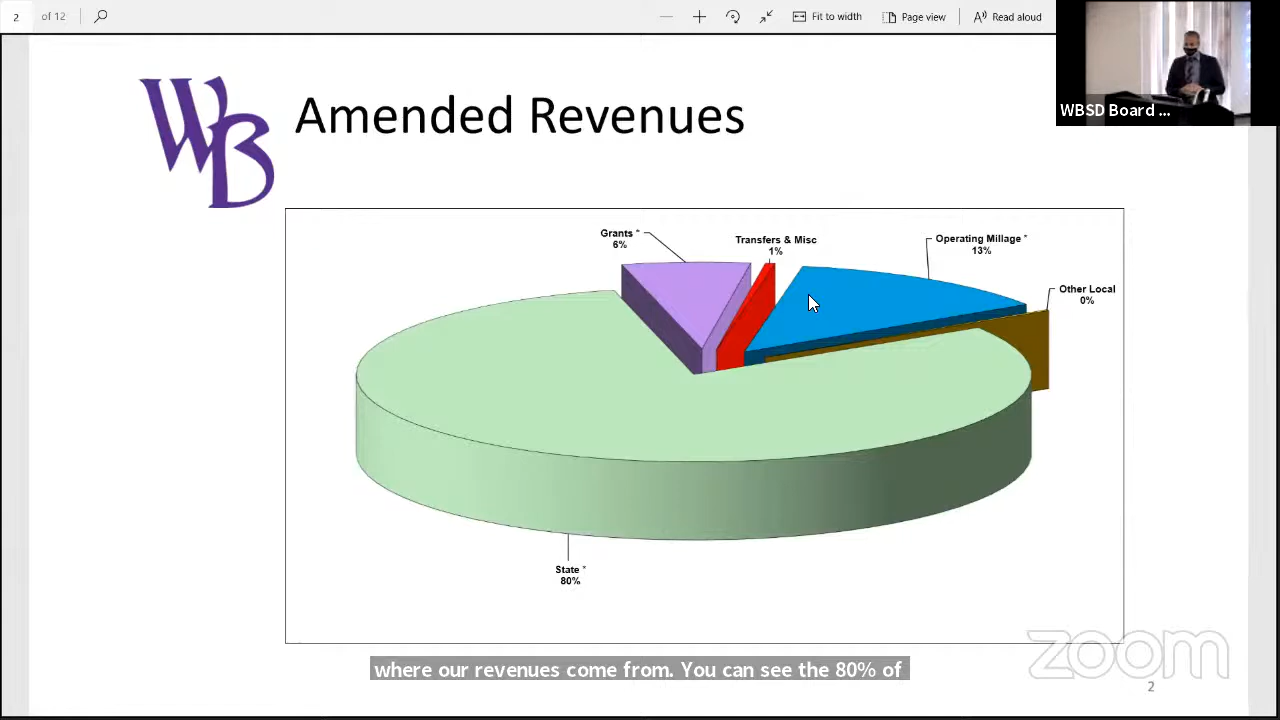 2 of 12
Fit to width
Page view
Read aloud
WBSD Board ...
WB
Amended Revenues
Grants *
6%
Transfers & Misc
1%
Operating Millage *
13%
Other Local
0%
State *
80%
where our revenues come from. You can see the 80% of
zoom
2